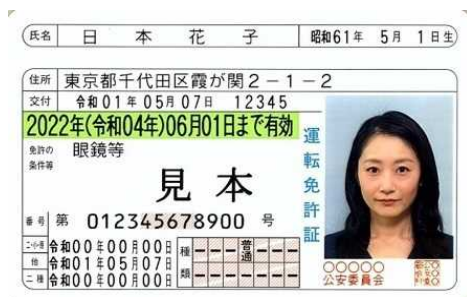 氏名 日本花子 昭和61年 5月 1日生
住所 東京都千代田区霞が関2-1-2
交付 令和01年05月07日 12345
2022年(令和04年)06月01日まで有効
免許の条件等 眼鏡等
見本
番号 第 012345678900 号
二・小・原 令和00年00月00日
他 令和01年05月07日
二種 令和00年00月00日
種類 普通
運転免許証
公安委員会